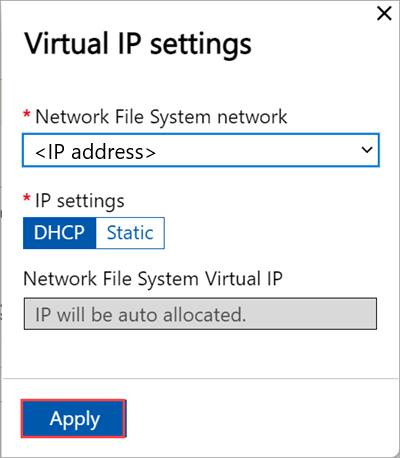 Virtual IP settings
* Network File System network
<IP address>
* IP settings
DHCP Static
Network File System Virtual IP
IP will be auto allocated.
Apply